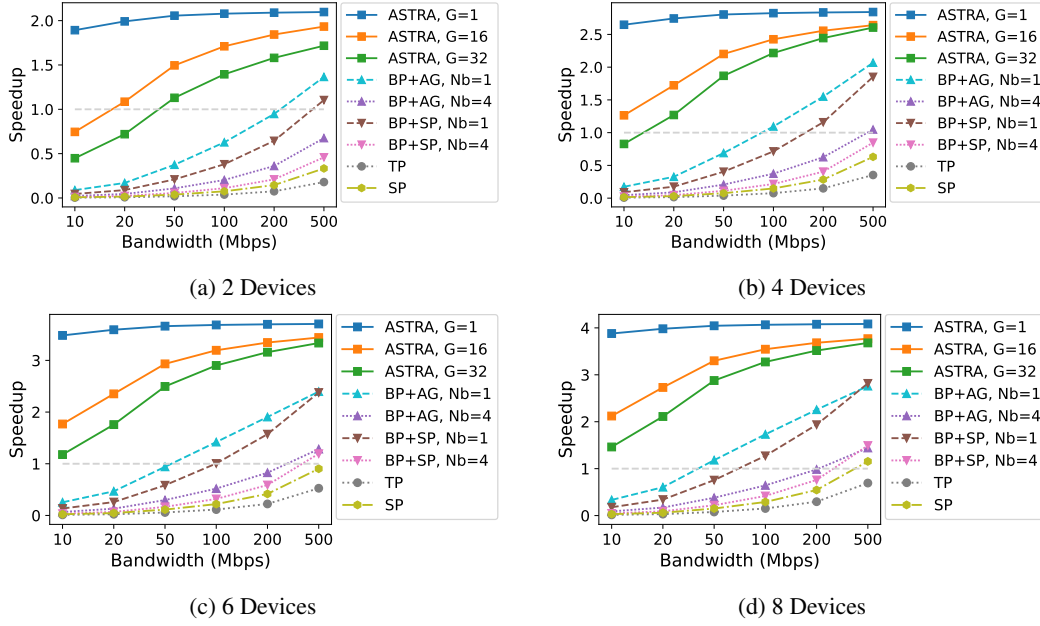 2.0
1.5
1.0
0.5
0.0
Speedup
10 20 50 100 200 500
Bandwidth (Mbps)
ASTRA, G=1
ASTRA, G=16
ASTRA, G=32
BP+AG, Nb=1
BP+AG, Nb=4
BP+SP, Nb=1
BP+SP, Nb=4
TP
SP
(a) 2 Devices
2.5
2.0
1.5
1.0
0.5
0.0
Speedup
10 20 50 100 200 500
Bandwidth (Mbps)
ASTRA, G=1
ASTRA, G=16
ASTRA, G=32
BP+AG, Nb=1
BP+AG, Nb=4
BP+SP, Nb=1
BP+SP, Nb=4
TP
SP
(b) 4 Devices
3
2
1
0
Speedup
10 20 50 100 200 500
Bandwidth (Mbps)
ASTRA, G=1
ASTRA, G=16
ASTRA, G=32
BP+AG, Nb=1
BP+AG, Nb=4
BP+SP, Nb=1
BP+SP, Nb=4
TP
SP
(c) 6 Devices
4
3
2
1
0
Speedup
10 20 50 100 200 500
Bandwidth (Mbps)
ASTRA, G=1
ASTRA, G=16
ASTRA, G=32
BP+AG, Nb=1
BP+AG, Nb=4
BP+SP, Nb=1
BP+SP, Nb=4
TP
SP
(d) 8 Devices